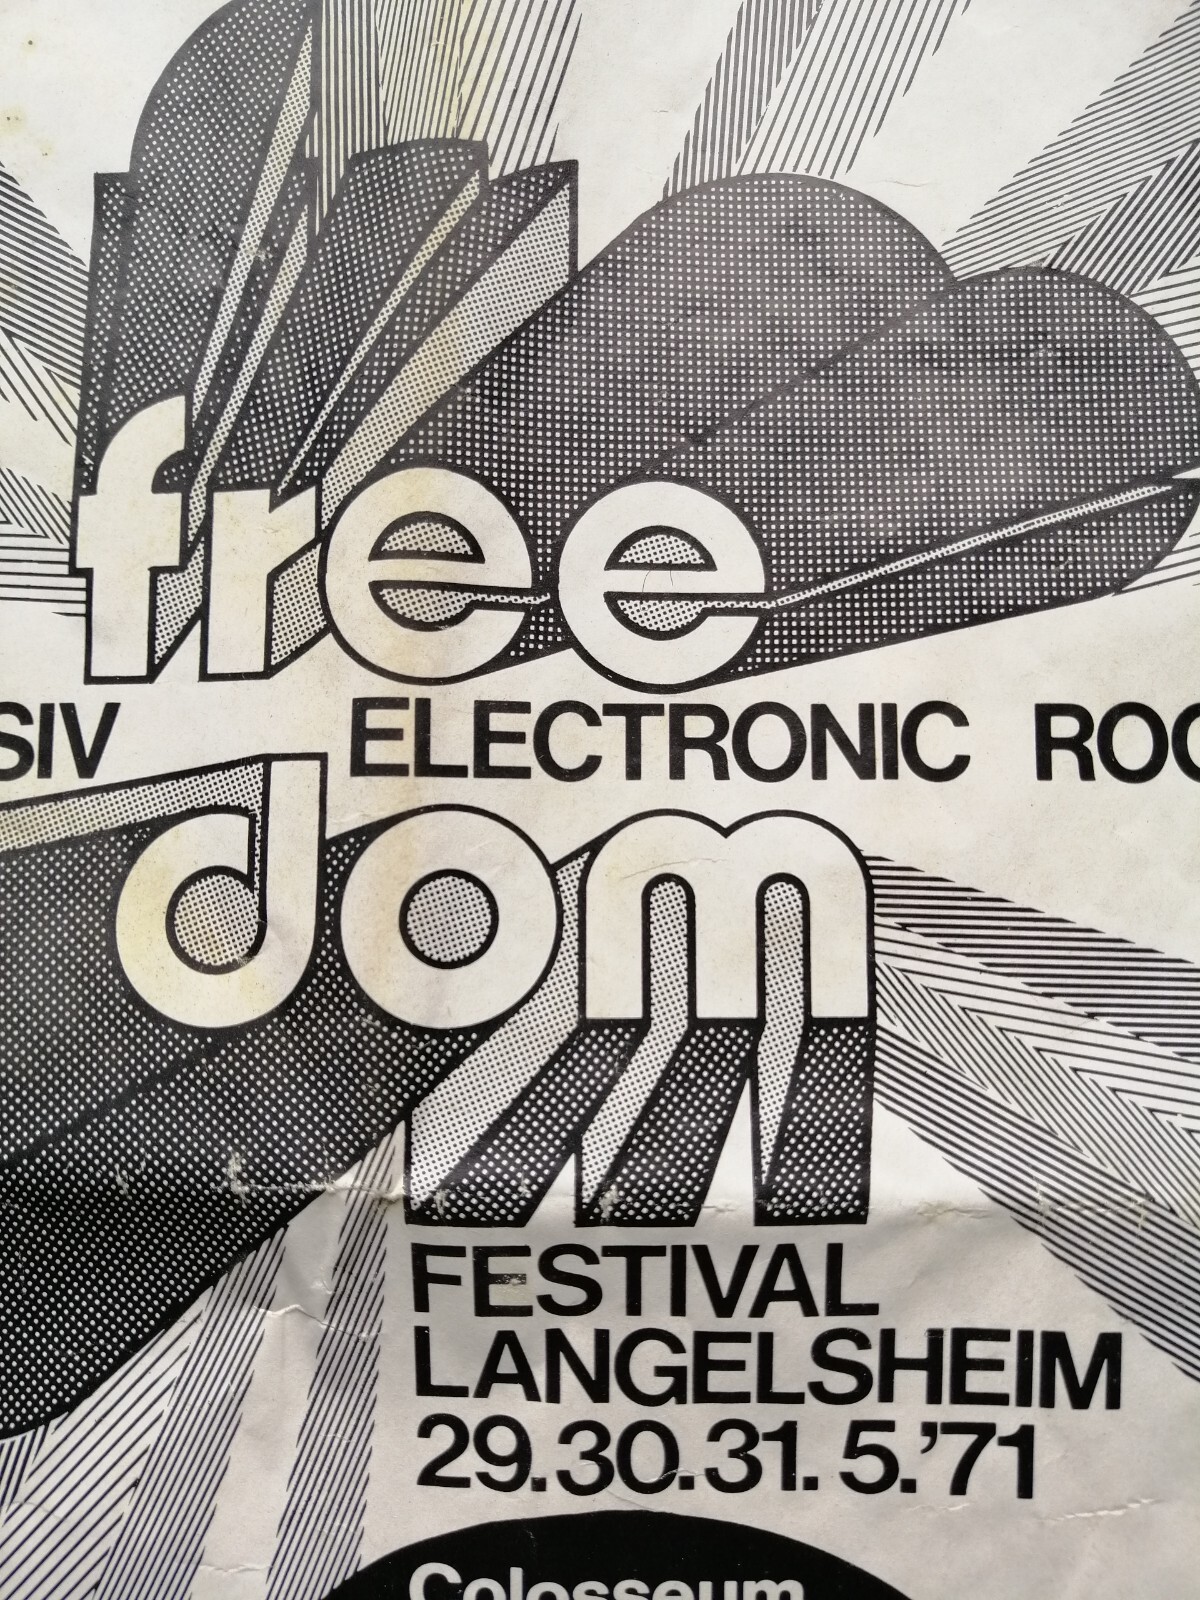 free
SIV ELECTRONIC ROC
dom
FESTIVAL
LANGELSHEIM
29.30.31.5.'71
Colosseum